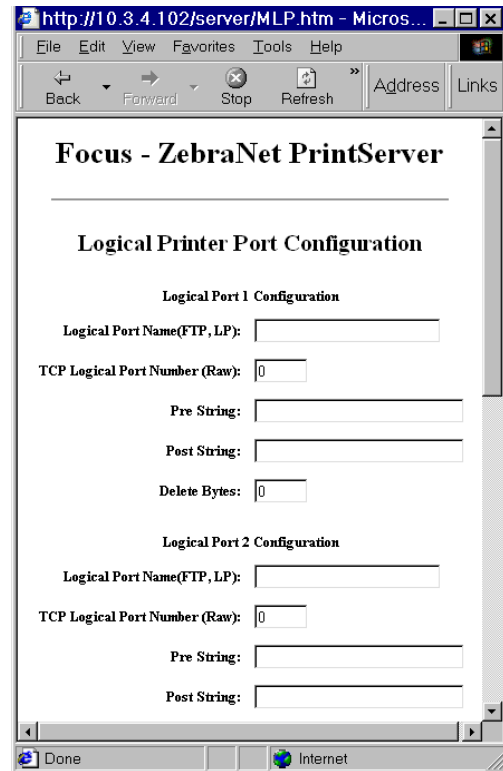 http://10.3.4.102/server/MLP.htm - Micros...
File Edit View Favorites Tools Help
Back Forward Stop Refresh » Address Links
Focus - ZebraNet PrintServer
Logical Printer Port Configuration
Logical Port 1 Configuration
Logical Port Name(FTP, LP):
TCP Logical Port Number (Raw): 0
Pre String:
Post String:
Delete Bytes: 0
Logical Port 2 Configuration
Logical Port Name(FTP, LP):
TCP Logical Port Number (Raw): 0
Pre String:
Post String:
Done Internet